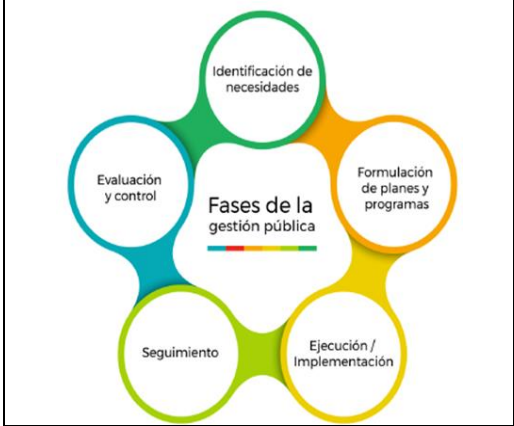 Identificación de
necesidades
Formulación
de planes y
programas
Ejecución /
Implementación
Seguimiento
Evaluación
y control
Fases de la
gestión pública